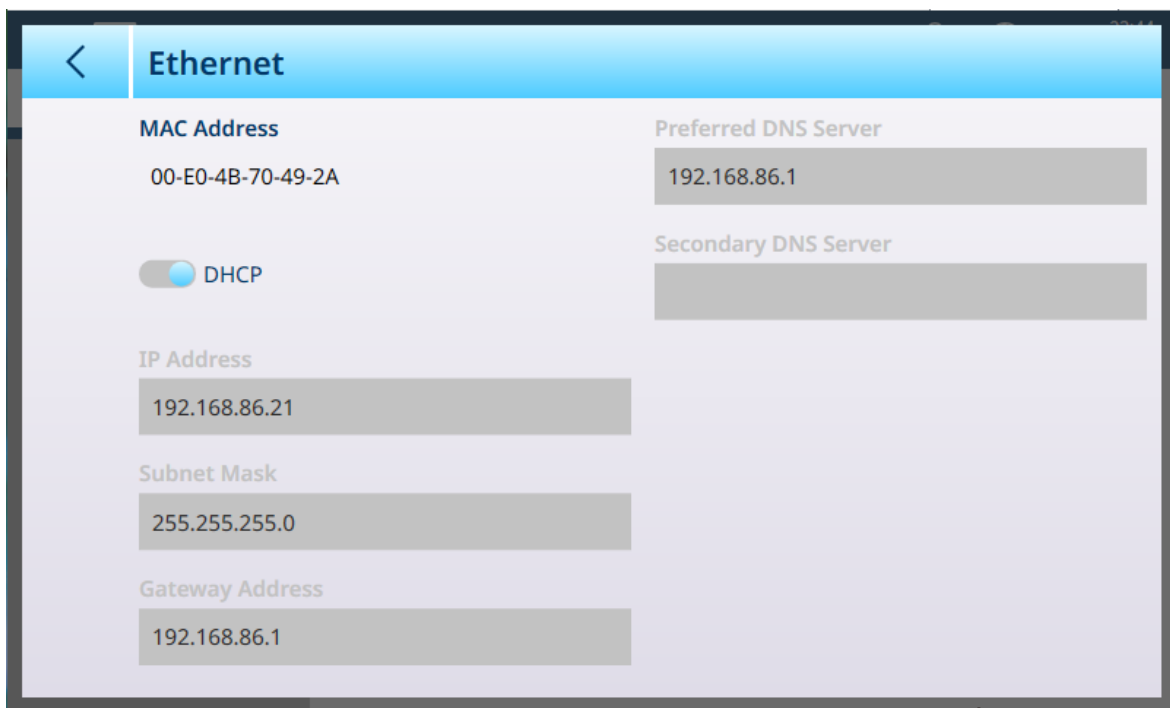 Ethernet
MAC Address
00-E0-4B-70-49-2A
DHCP
IP Address
192.168.86.21
Subnet Mask
255.255.255.0
Gateway Address
192.168.86.1
Preferred DNS Server
192.168.86.1
Secondary DNS Server